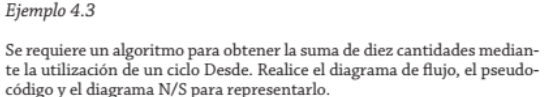 Ejemplo 4.3
Se requiere un algoritmo para obtener la suma de diez cantidades median-
te la utilización de un ciclo Desde. Realice el diagrama de flujo, el pseudo-
código y el diagrama N/S para representarlo.